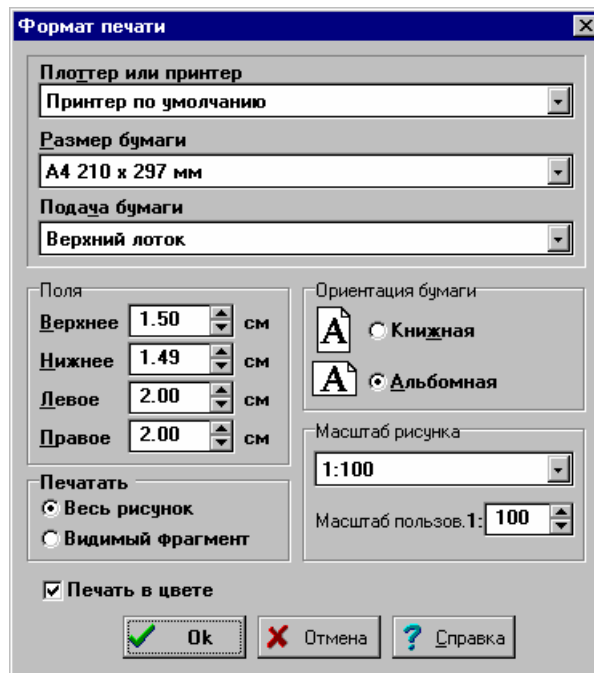 Формат печати
Плоттер или принтер
Принтер по умолчанию
Размер бумаги
A4 210 x 297 мм
Подача бумаги
Верхний лоток
Поля
Верхнее 1.50 см
Нижнее 1.49 см
Левое 2.00 см
Правое 2.00 см
Ориентация бумаги
A Книжная
A Альбомная
Печатать
Весь рисунок
Видимый фрагмент
Масштаб рисунка
1:100
Масштаб пользов.1: 100
Печать в цвете
Ok Отмена ? Справка